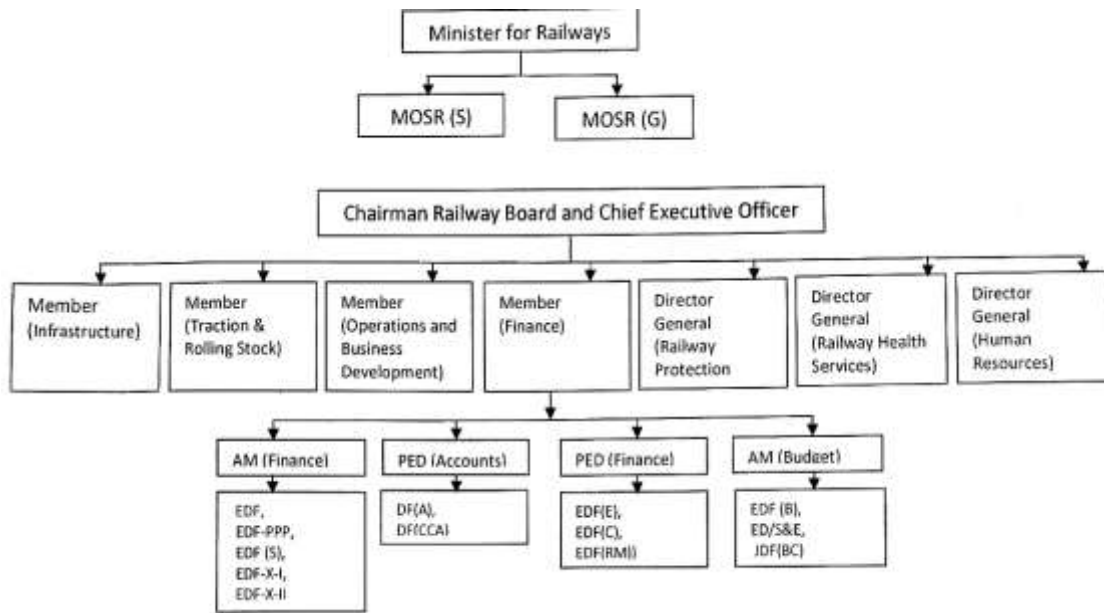 Minister for Railways
MOSR (S)
MOSR (G)
Chairman Railway Board and Chief Executive Officer
Member
(Infrastructure)
Member
(Traction &
Rolling Stock)
Member
(Operations and
Business
Development)
Member
(Finance)
Director
General
(Railway
Protection
Director
General
(Railway Health
Services)
Director
General
(Human
Resources)
AM (Finance)
PED (Accounts)
PED (Finance)
AM (Budget)
EDF,
EDF-PPP,
EDF (S),
EDF-X-I,
EDF-X-II
DF(A),
DF(CCA)
EDF(E),
EDF(C),
EDF(RM))
EDF (B),
ED/S&E,
JDF(BC)